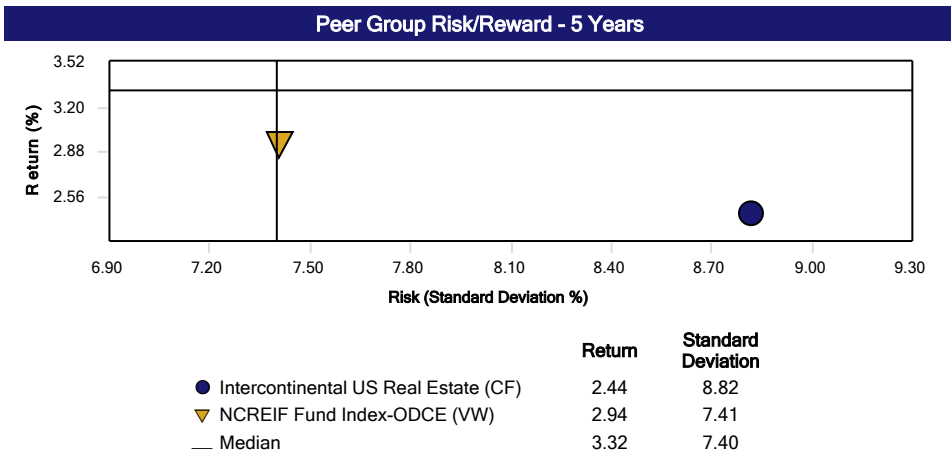 Peer Group Risk/Reward - 5 Years
3.52
3.20
2.88
2.56
Return (%)
6.90 7.20 7.50 7.80 8.10 8.40 8.70 9.00 9.30
Risk (Standard Deviation %)
Return Standard Deviation
Intercontinental US Real Estate (CF) 2.44 8.82
NCREIF Fund Index-ODCE (VW) 2.94 7.41
Median 3.32 7.40